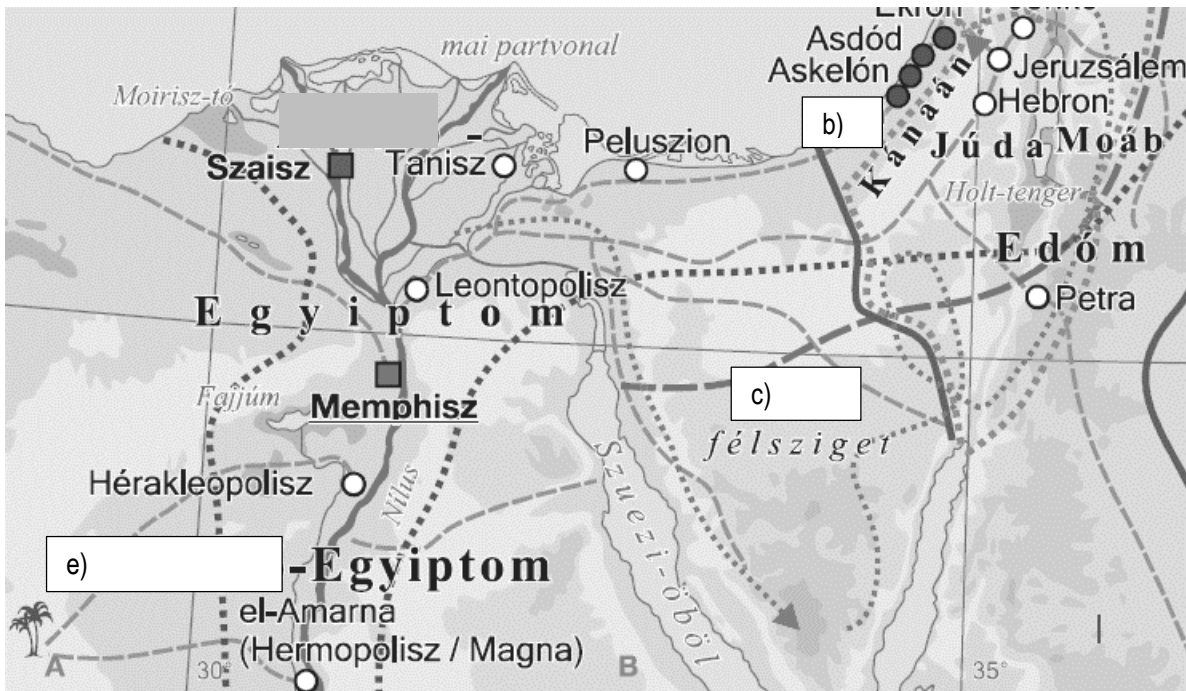 Ekron
mai partvonal
Asdód
Askelón
Jeruzsálem
Moirisz-tó
Hebron
b)
Kánaán
Peluszion
Júda
Moáb
Szaisz
Tanisz
-
Holt-tenger
Edóm
Leontopolisz
Petra
Egyiptom
Fajjúm
c)
Memphisz
félsziget
Hérakleopolisz
Nílus
Szuezi-öböl
e)
-Egyiptom
el-Amarna
(Hermopolisz / Magna)
A
30°
B
35°
I